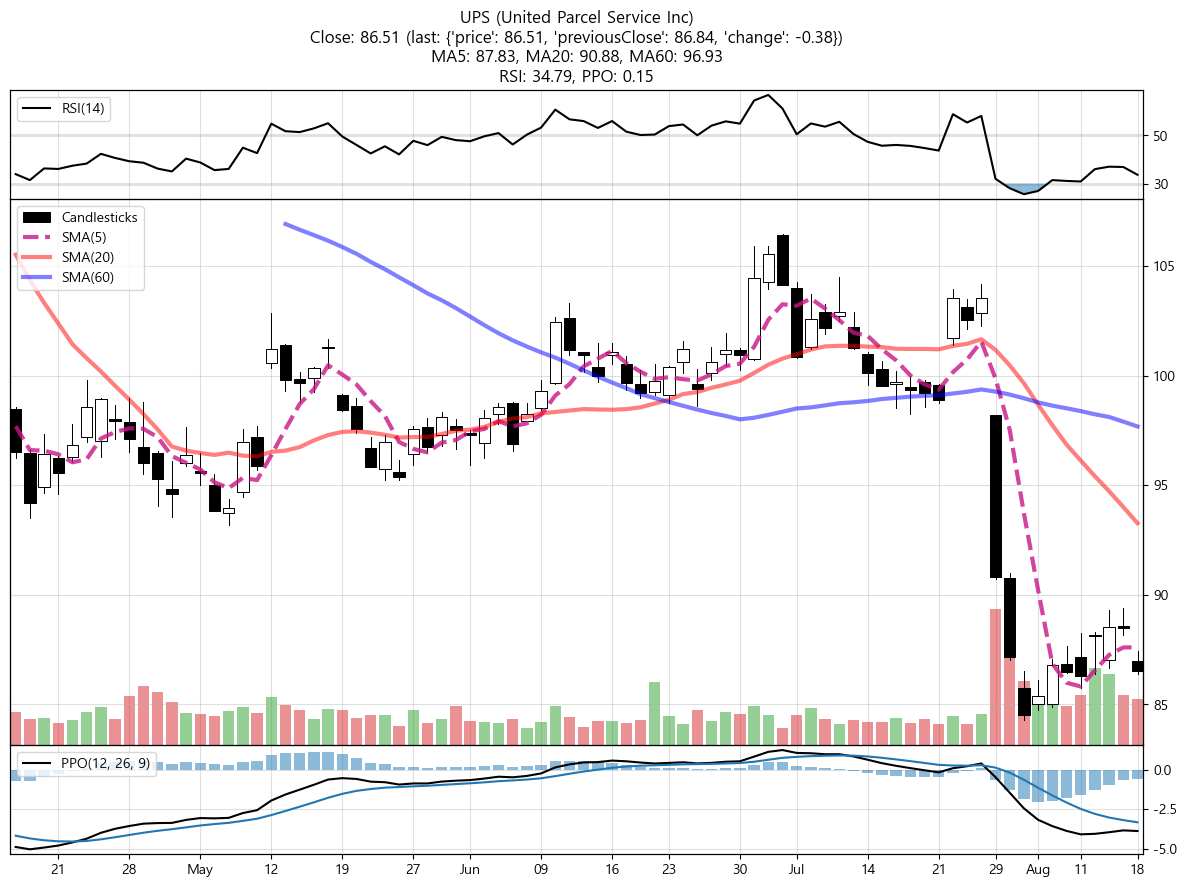 UPS (United Parcel Service Inc)
Close: 86.51 (last: {'price': 86.51, 'previousClose': 86.84, 'change': -0.38})
MA5: 87.83, MA20: 90.88, MA60: 96.93
RSI: 34.79, PPO: 0.15
RSI(14)
50
30
Candlesticks
SMA(5)
SMA(20)
SMA(60)
105
100
95
90
85
PPO(12, 26, 9)
0.0
-2.5
-5.0
21 28 May 12 19 27 Jun 09 16 23 30 Jul 14 21 29 Aug 11 18